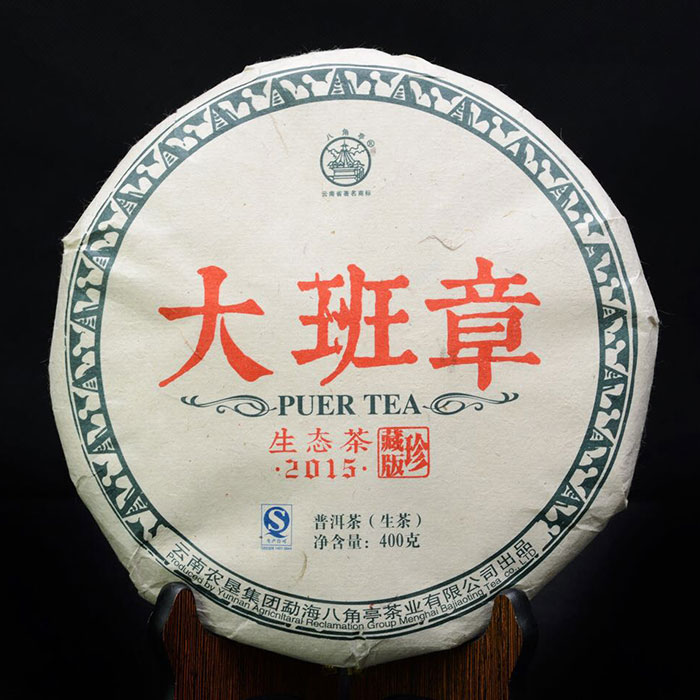 八角亭
云南省著名商标
大班章
PUER TEA
生态茶
·2015·
珍藏版
普洱茶（生茶）
净含量：400克
云南农垦集团勐海八角亭茶业有限公司出品
Produced by Yunnan Agricnltaral Reclamation Group Menghai Bajiaoting Tea co.,LTD